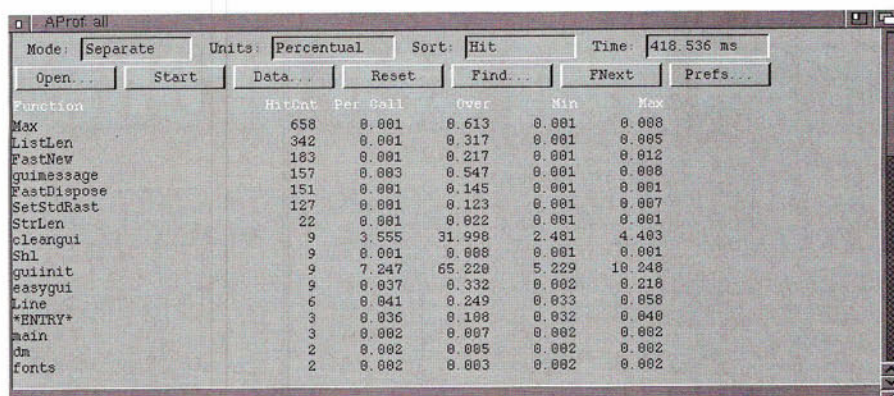 AProf: all
Mode: Separate Units: Percentual Sort: Hit Time: 418.536 ms
Open... Start Data... Reset Find... FNext Prefs...
Function HitCnt Per Call Over Min Max
Max 658 0.001 0.613 0.001 0.008
ListLen 342 0.001 0.317 0.001 0.005
FastNew 183 0.001 0.217 0.001 0.012
guimessage 157 0.003 0.547 0.001 0.008
FastDispose 151 0.001 0.145 0.001 0.001
SetStdRast 127 0.001 0.123 0.001 0.007
StrLen 22 0.001 0.022 0.001 0.001
cleangui 9 3.555 31.998 2.481 4.403
Shl 9 0.001 0.008 0.001 0.001
guiinit 9 7.247 65.220 5.229 10.248
easygui 9 0.037 0.332 0.002 0.218
Line 6 0.041 0.249 0.033 0.058
*ENTRY* 3 0.036 0.108 0.032 0.040
main 3 0.002 0.007 0.002 0.002
dm 2 0.002 0.005 0.002 0.002
fonts 2 0.002 0.003 0.002 0.002